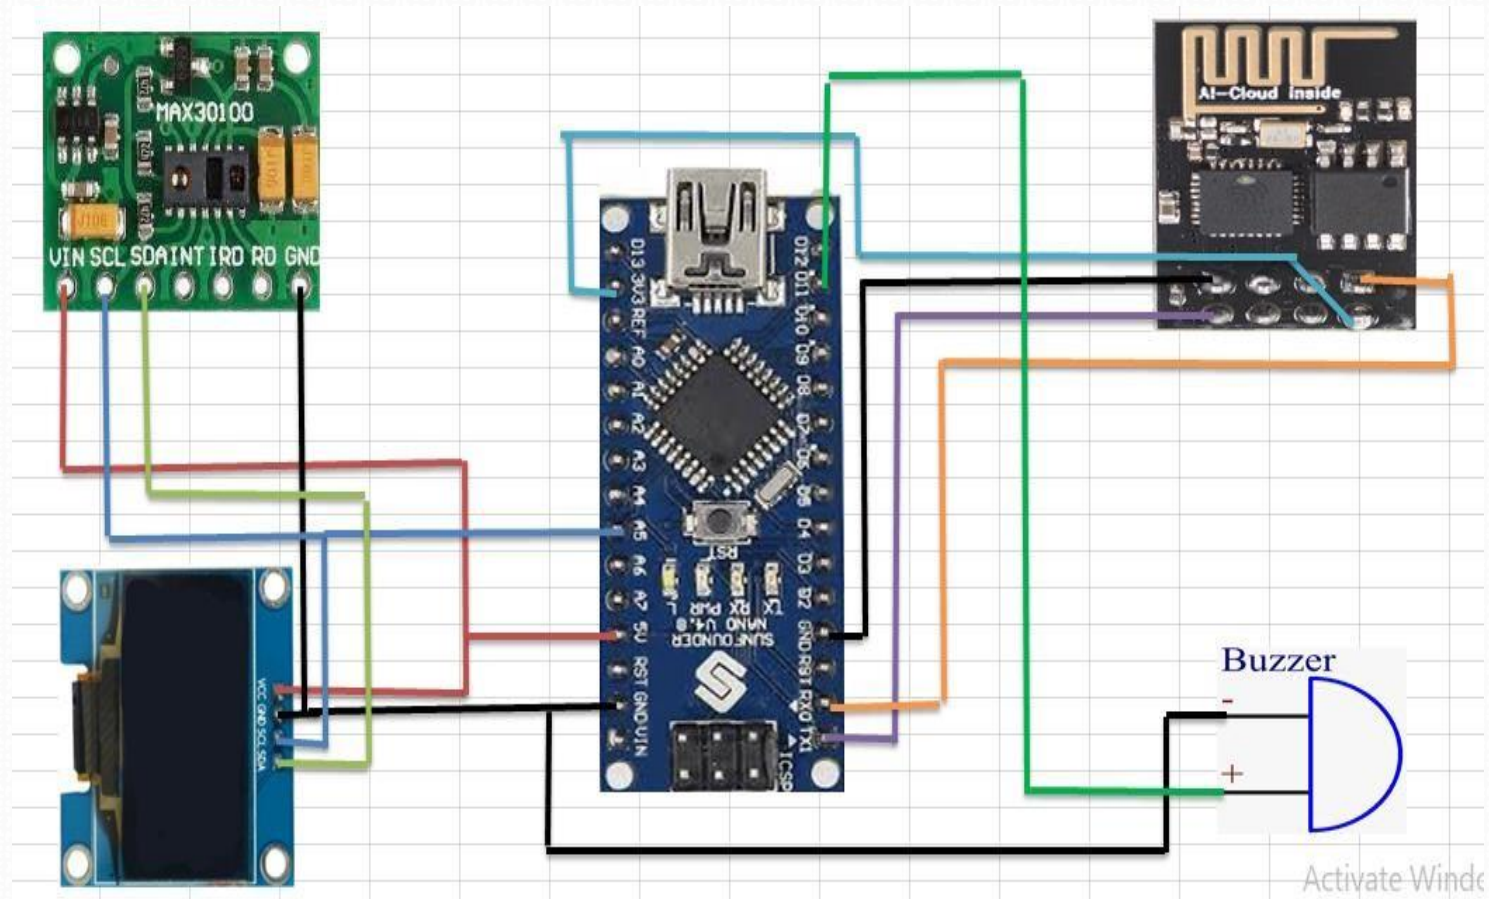 MAX30100
J106
VIN SCL SDA INT IRD RD GND
AI-Cloud inside
D13
3V3
REF
A0
A1
A2
A3
A4
A5
A6
A7
5V
RST
GND
VIN
D12
D11
D10
D9
D8
D7
D6
D5
D4
D3
D2
GND
RST
RX0
TX1
RST
L PWR RX TX
SUNFOUNDER
NANO V4.0
ICSP
VCC GND SCL SDA
Buzzer
-
+
Activate Windo